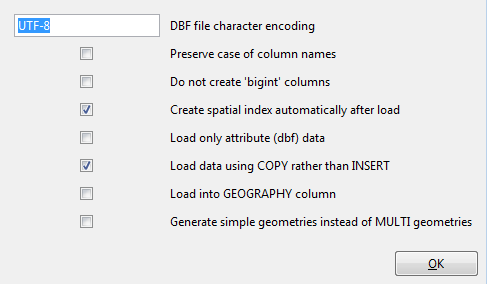 UTF-8 DBF file character encoding
Preserve case of column names
Do not create 'bigint' columns
Create spatial index automatically after load
Load only attribute (dbf) data
Load data using COPY rather than INSERT
Load into GEOGRAPHY column
Generate simple geometries instead of MULTI geometries
OK